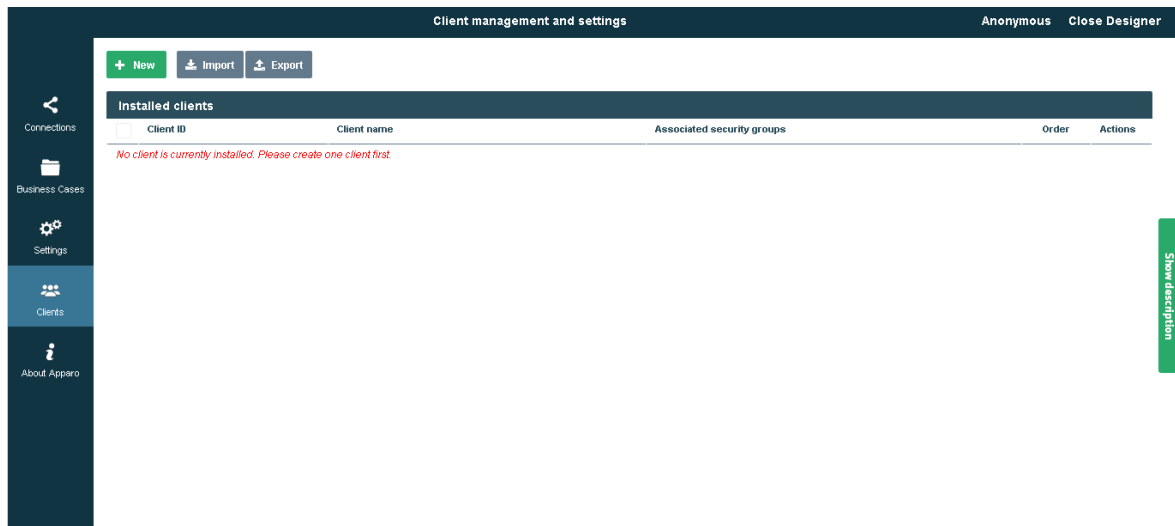 Client management and settings
Anonymous Close Designer
New Import Export
Connections
Business Cases
Settings
Clients
About Apparo
Installed clients
Client ID Client name Associated security groups Order Actions
No client is currently installed. Please create one client first.
Show description